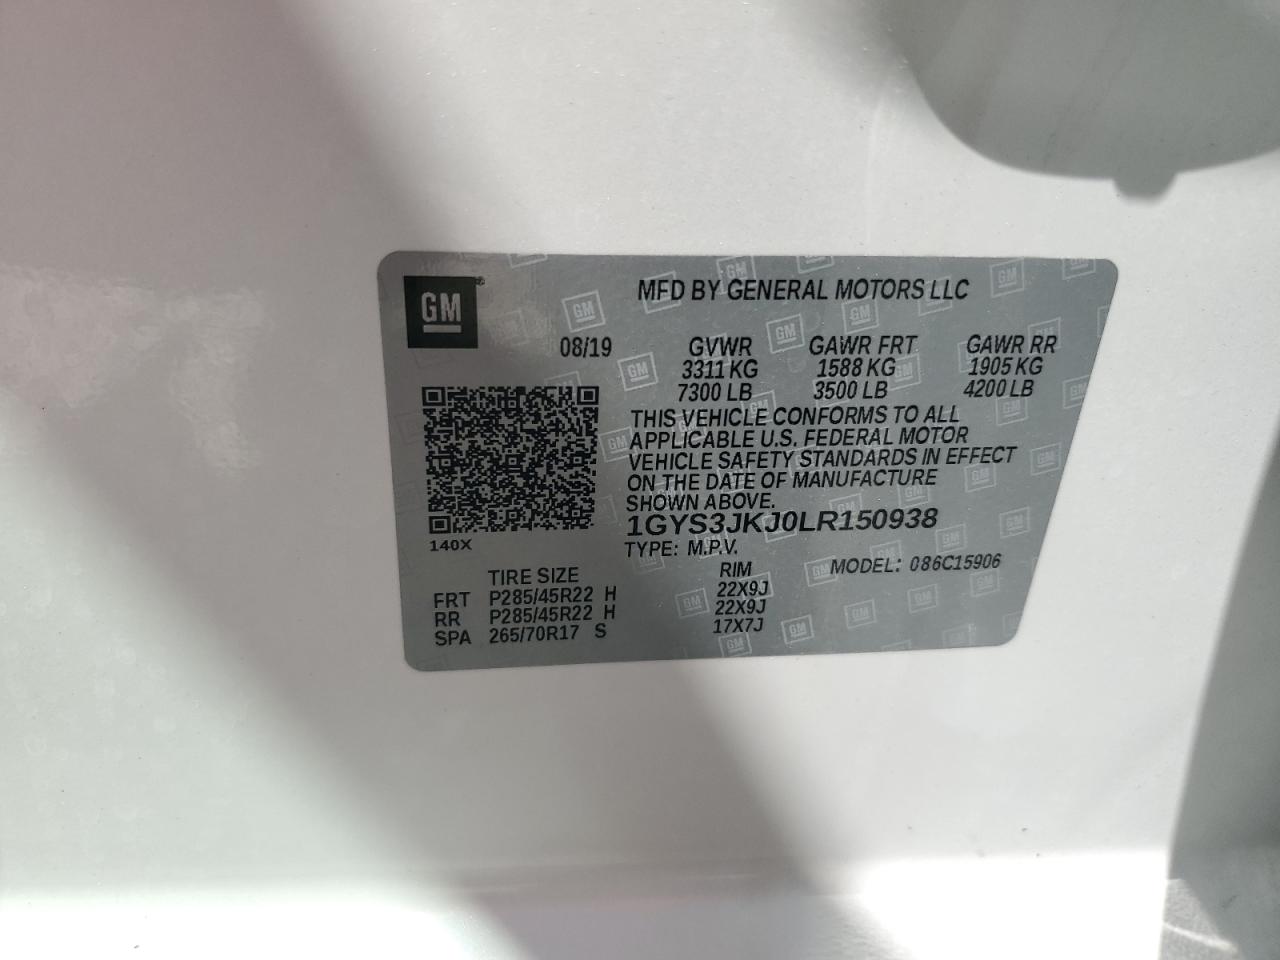 GM
MFD BY GENERAL MOTORS LLC
08/19 GVWR GAWR FRT GAWR RR
3311 KG 1588 KG 1905 KG
7300 LB 3500 LB 4200 LB
THIS VEHICLE CONFORMS TO ALL
APPLICABLE U.S. FEDERAL MOTOR
VEHICLE SAFETY STANDARDS IN EFFECT
ON THE DATE OF MANUFACTURE
SHOWN ABOVE.
1GYS3JKJ0LR150938
140X
TYPE: M.P.V.
MODEL: 086C15906
TIRE SIZE RIM
FRT P285/45R22 H 22X9J
RR P285/45R22 H 22X9J
SPA 265/70R17 S 17X7J